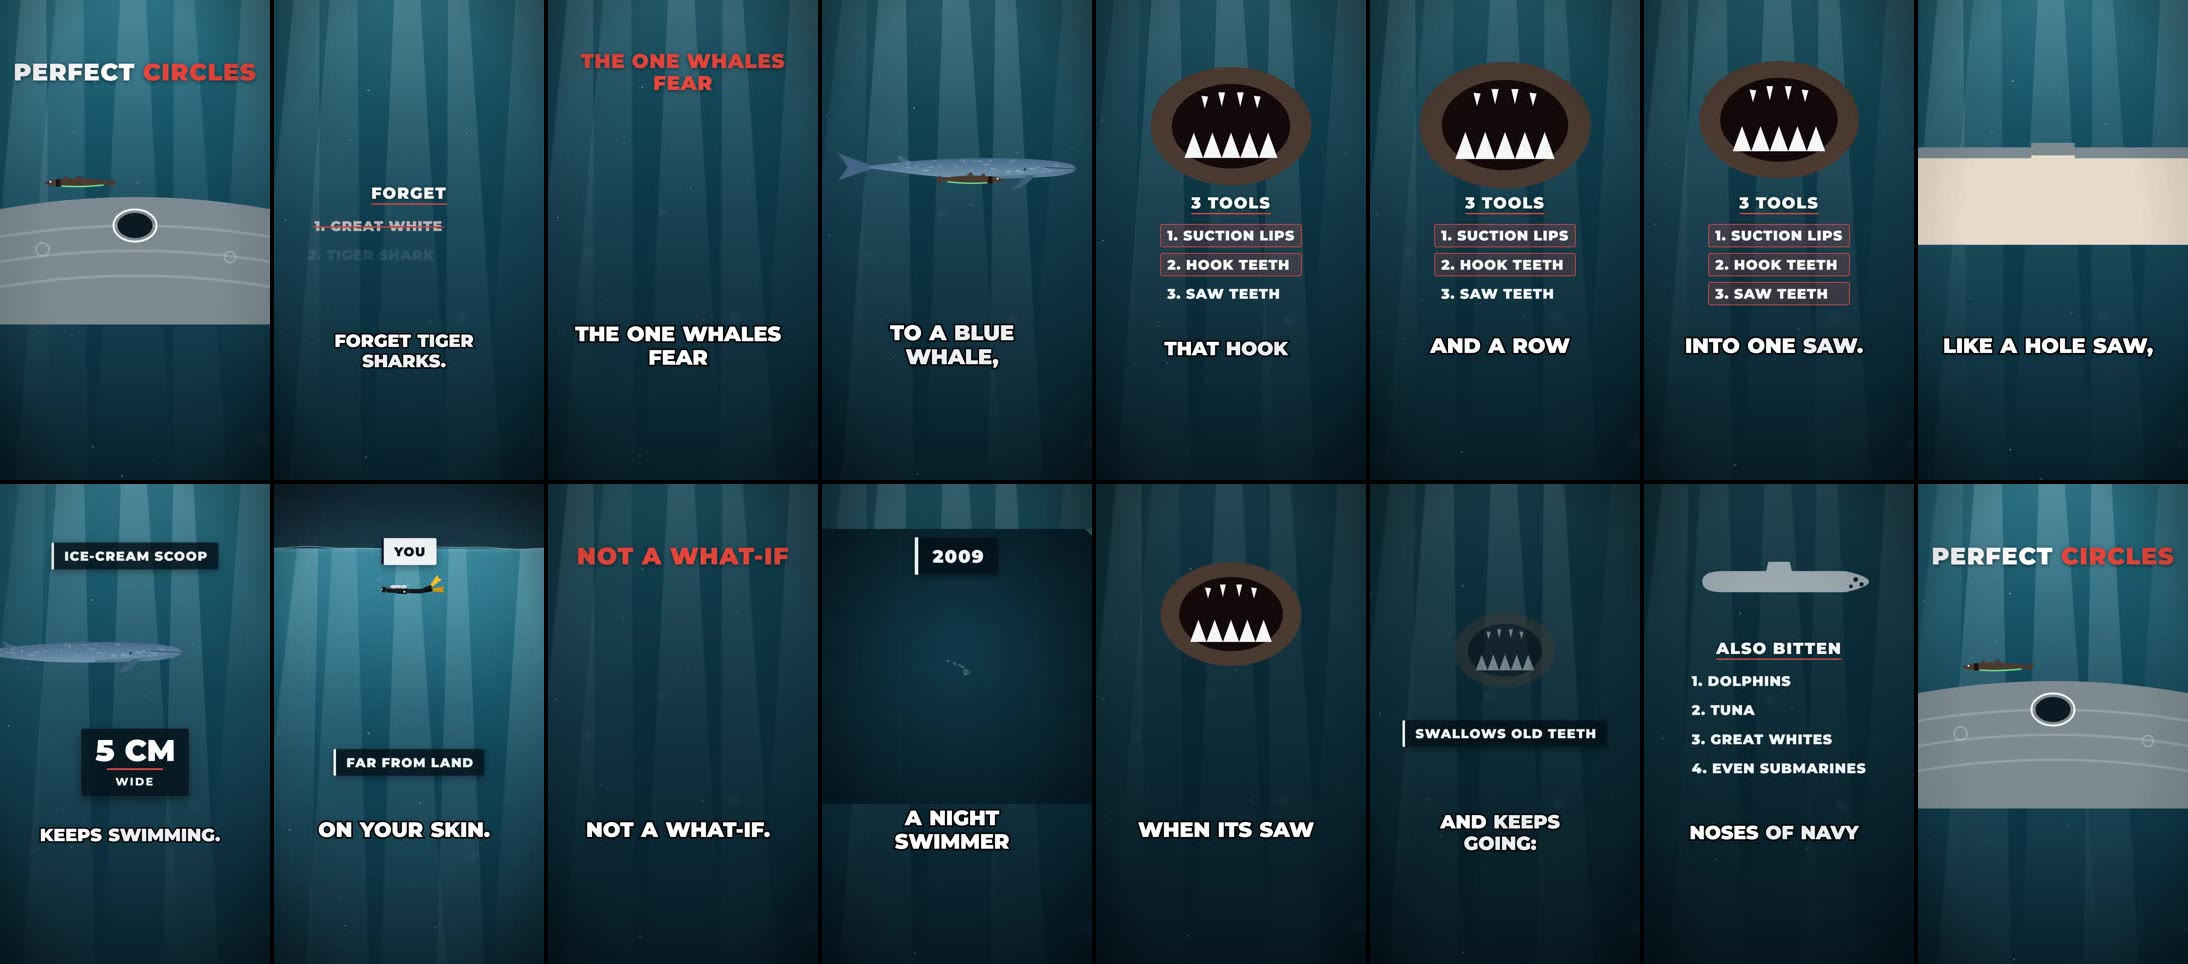 PERFECT CIRCLES
FORGET
1. GREAT WHITE
2. TIGER SHARK
FORGET TIGER
SHARKS.
THE ONE WHALES
FEAR
THE ONE WHALES
FEAR
TO A BLUE
WHALE,
3 TOOLS
1. SUCTION LIPS
2. HOOK TEETH
3. SAW TEETH
THAT HOOK
3 TOOLS
1. SUCTION LIPS
2. HOOK TEETH
3. SAW TEETH
AND A ROW
3 TOOLS
1. SUCTION LIPS
2. HOOK TEETH
3. SAW TEETH
INTO ONE SAW.
LIKE A HOLE SAW,
ICE-CREAM SCOOP
5 CM
WIDE
KEEPS SWIMMING.
YOU
FAR FROM LAND
ON YOUR SKIN.
NOT A WHAT-IF
NOT A WHAT-IF.
2009
A NIGHT
SWIMMER
WHEN ITS SAW
SWALLOWS OLD TEETH
AND KEEPS
GOING:
ALSO BITTEN
1. DOLPHINS
2. TUNA
3. GREAT WHITES
4. EVEN SUBMARINES
NOSES OF NAVY
PERFECT CIRCLES